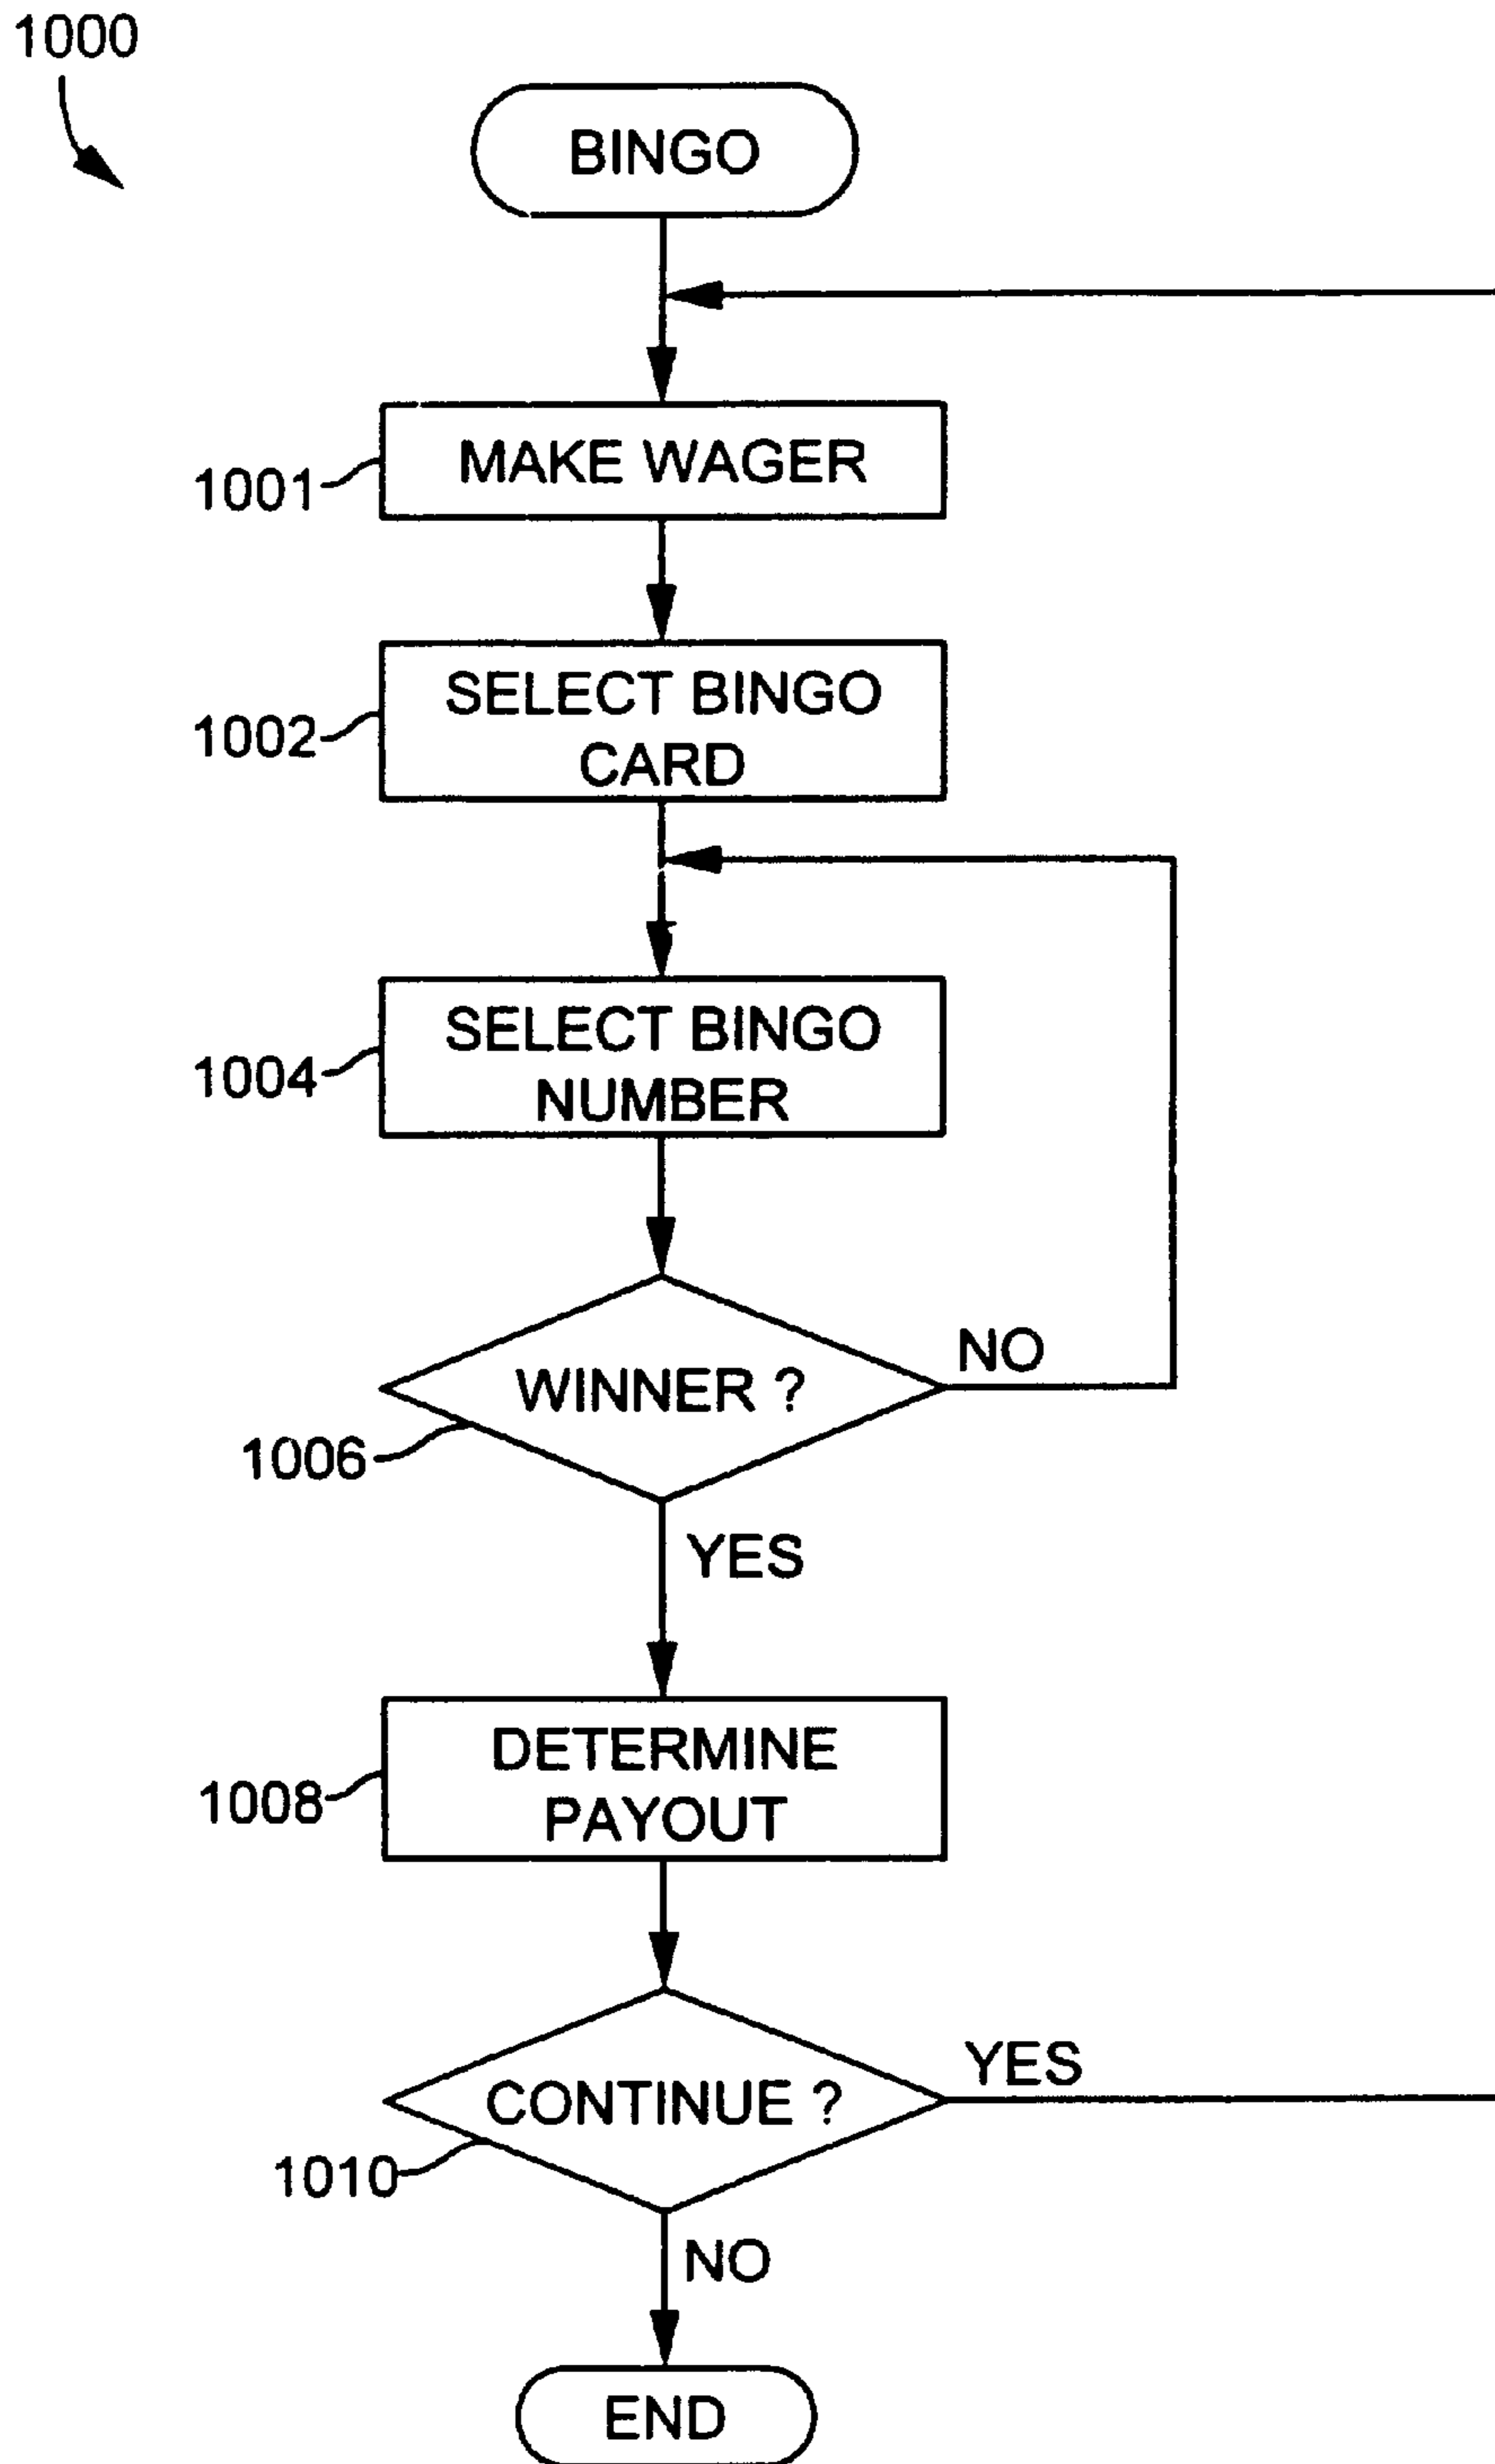 1000
BINGO
MAKE WAGER
1001
SELECT BINGO
CARD
1002
SELECT BINGO
NUMBER
1004
WINNER ?
NO
1006
YES
DETERMINE
PAYOUT
1008
CONTINUE ?
YES
1010
NO
END